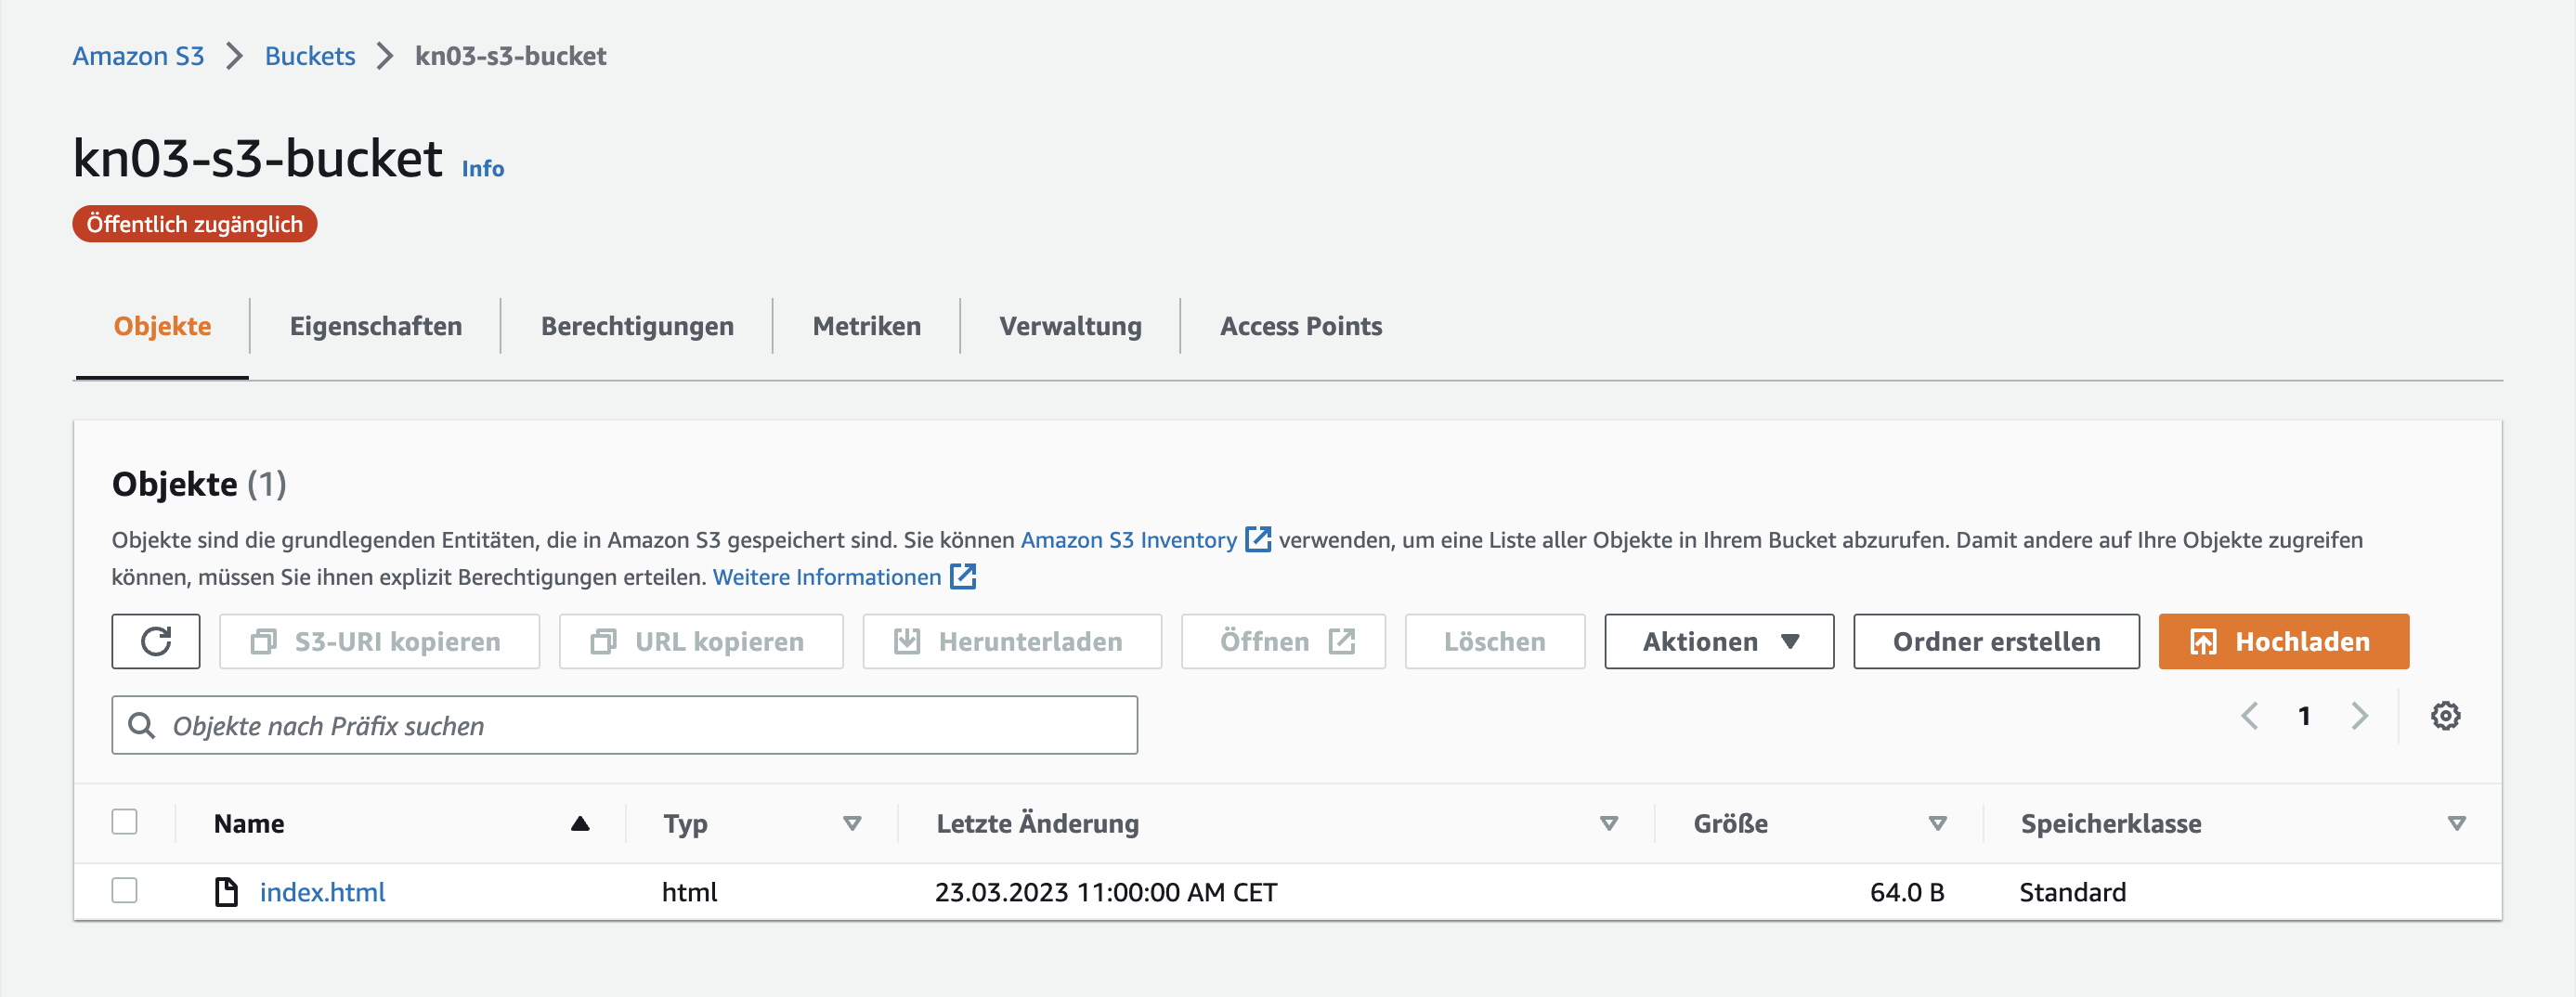 Amazon S3 Buckets kn03-s3-bucket
kn03-s3-bucket Info
Öffentlich zugänglich
Objekte Eigenschaften Berechtigungen Metriken Verwaltung Access Points
Objekte (1)
Objekte sind die grundlegenden Entitäten, die in Amazon S3 gespeichert sind. Sie können Amazon S3 Inventory verwenden, um eine Liste aller Objekte in Ihrem Bucket abzurufen. Damit andere auf Ihre Objekte zugreifen
können, müssen Sie ihnen explizit Berechtigungen erteilen. Weitere Informationen
S3-URI kopieren URL kopieren Herunterladen Öffnen Löschen Aktionen Ordner erstellen Hochladen
Objekte nach Präfix suchen 1
Name Typ Letzte Änderung Größe Speicherklasse
index.html html 23.03.2023 11:00:00 AM CET 64.0 B Standard